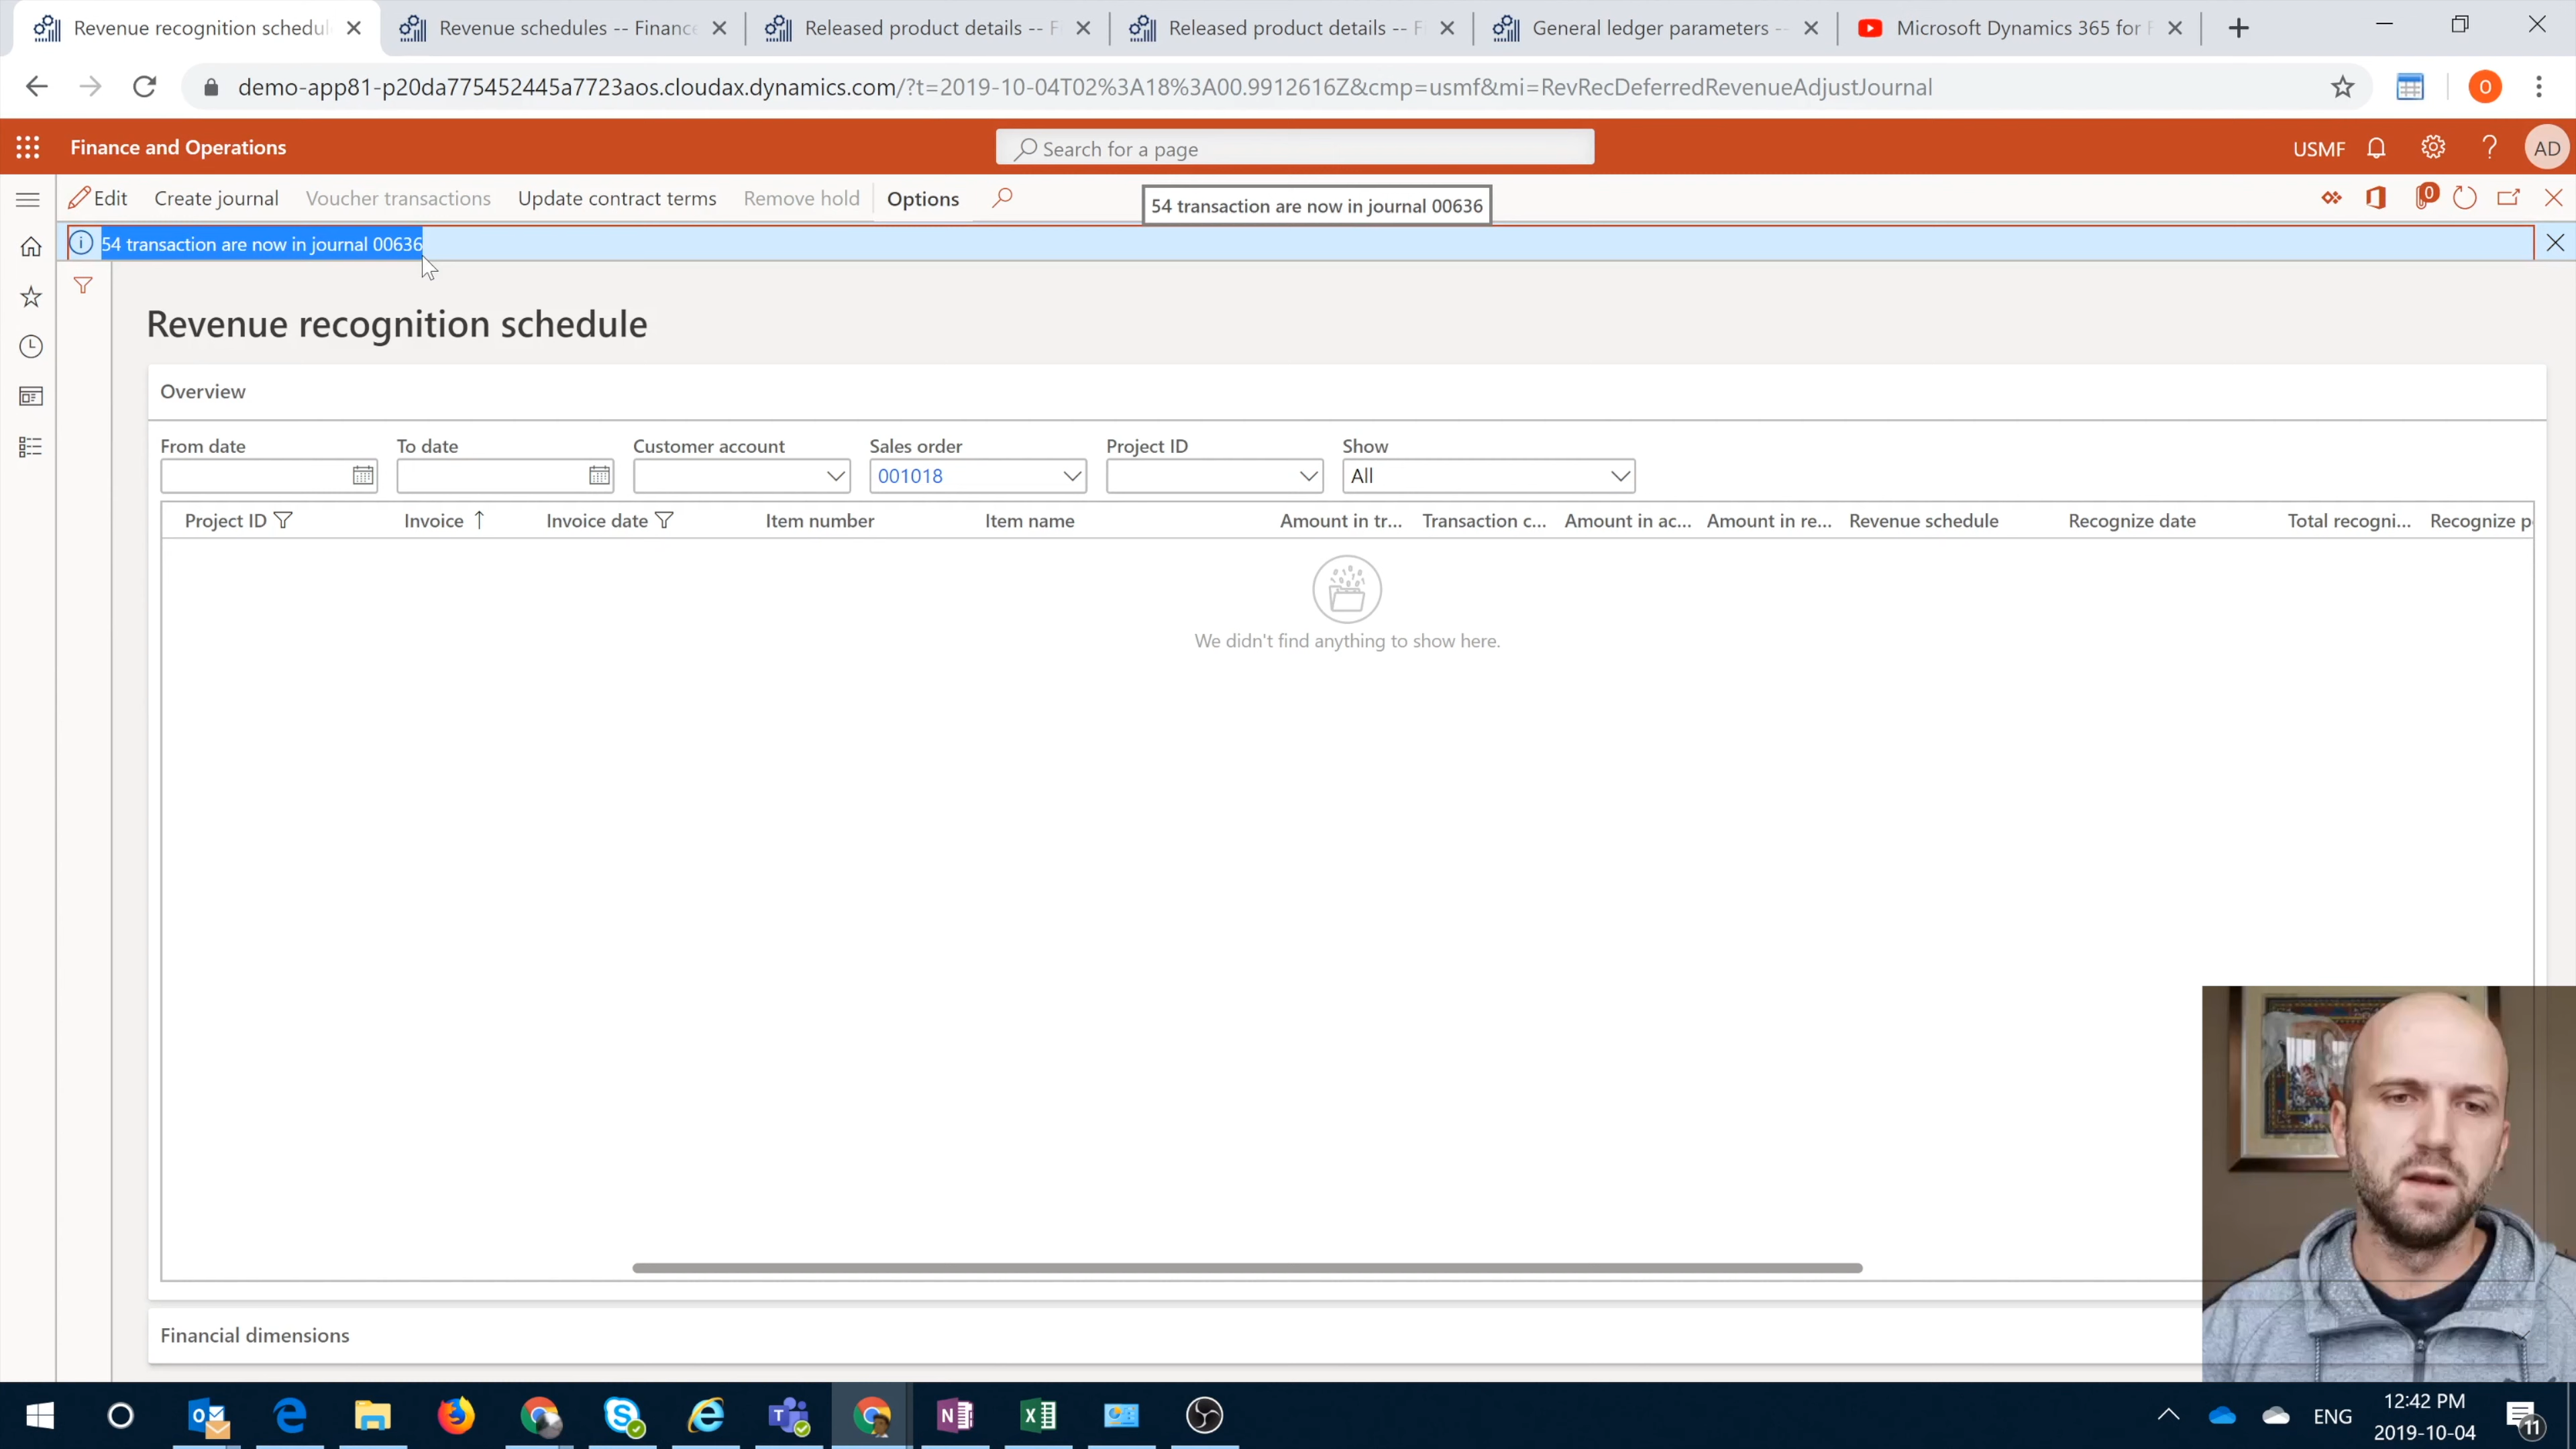 Revenue recognition schedul
Revenue schedules -- Finance
Released product details -- F
Released product details -- F
General ledger parameters --
Microsoft Dynamics 365 for F
demo-app81-p20da775452445a7723aos.cloudax.dynamics.com/?t=2019-10-04T02%3A18%3A00.9912616Z&cmp=usmf&mi=RevRecDeferredRevenueAdjustJournal
O
Finance and Operations
Search for a page
USMF
AD
Edit
Create journal
Voucher transactions
Update contract terms
Remove hold
Options
54 transaction are now in journal 00636
0
54 transaction are now in journal 00636
Revenue recognition schedule
Overview
From date
To date
Customer account
Sales order
Project ID
Show
001018
All
Project ID
Invoice
Invoice date
Item number
Item name
Amount in tr...
Transaction c...
Amount in ac...
Amount in re...
Revenue schedule
Recognize date
Total recogni...
Recognize p
We didn't find anything to show here.
Financial dimensions
ENG
12:42 PM
2019-10-04
11